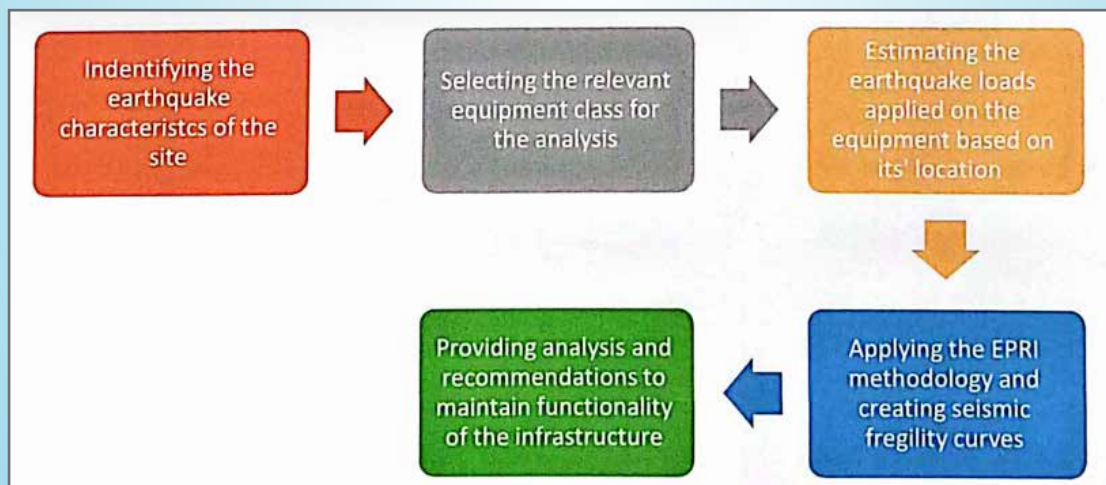 Indentifying the
earthquake
characteristcs of the
site
Selecting the relevant
equipment class for
the analysis
Estimating the
earthquake loads
applied on the
equipment based on
its' location
Applying the EPRI
methodology and
creating seismic
fregility curves
Providing analysis and
recommendations to
maintain functionality
of the infrastructure